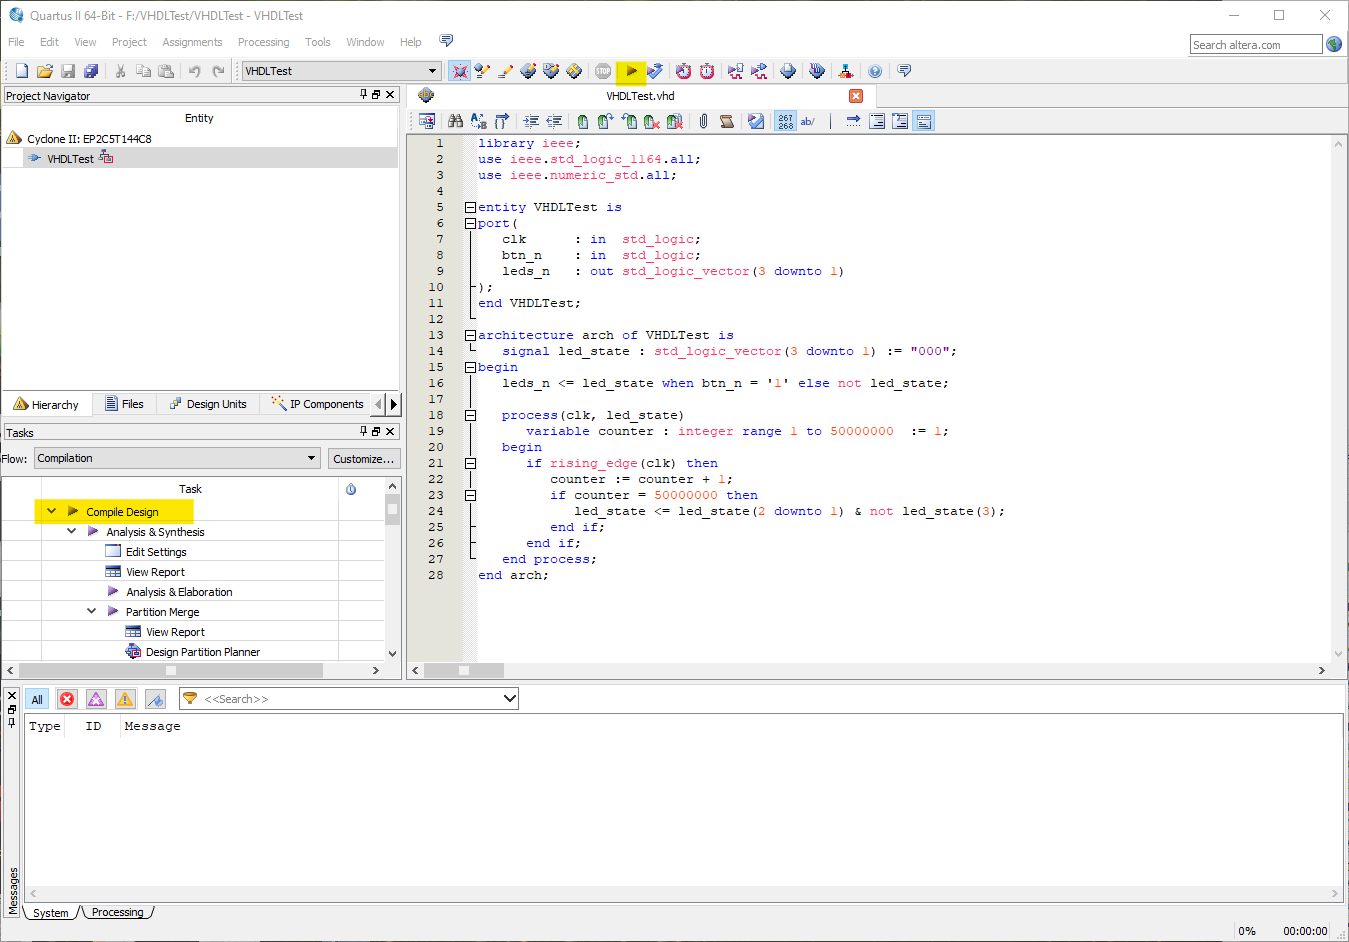 Quartus II 64-Bit - F:/VHDLTest/VHDLTest - VHDLTest
File Edit View Project Assignments Processing Tools Window Help
Search altera.com
VHDLTest
STOP
Project Navigator
Entity
Cyclone II: EP2C5T144C8
VHDLTest
Hierarchy Files Design Units IP Components
Tasks
Flow: Compilation Customize...
Task
Compile Design
Analysis & Synthesis
Edit Settings
View Report
Analysis & Elaboration
Partition Merge
View Report
Design Partition Planner
VHDLTest.vhd
267
268 ab/
1 library ieee;
2 use ieee.std_logic_1164.all;
3 use ieee.numeric_std.all;
4
5 entity VHDLTest is
6 port(
7 clk : in std_logic;
8 btn_n : in std_logic;
9 leds_n : out std_logic_vector(3 downto 1)
10 );
11 end VHDLTest;
12
13 architecture arch of VHDLTest is
14 signal led_state : std_logic_vector(3 downto 1) := "000";
15 begin
16 leds_n <= led_state when btn_n = '1' else not led_state;
17
18 process(clk, led_state)
19 variable counter : integer range 1 to 50000000 := 1;
20 begin
21 if rising_edge(clk) then
22 counter := counter + 1;
23 if counter = 50000000 then
24 led_state <= led_state(2 downto 1) & not led_state(3);
25 end if;
26 end if;
27 end process;
28 end arch;
All <<Search>>
Type ID Message
Messages
System Processing
0% 00:00:00